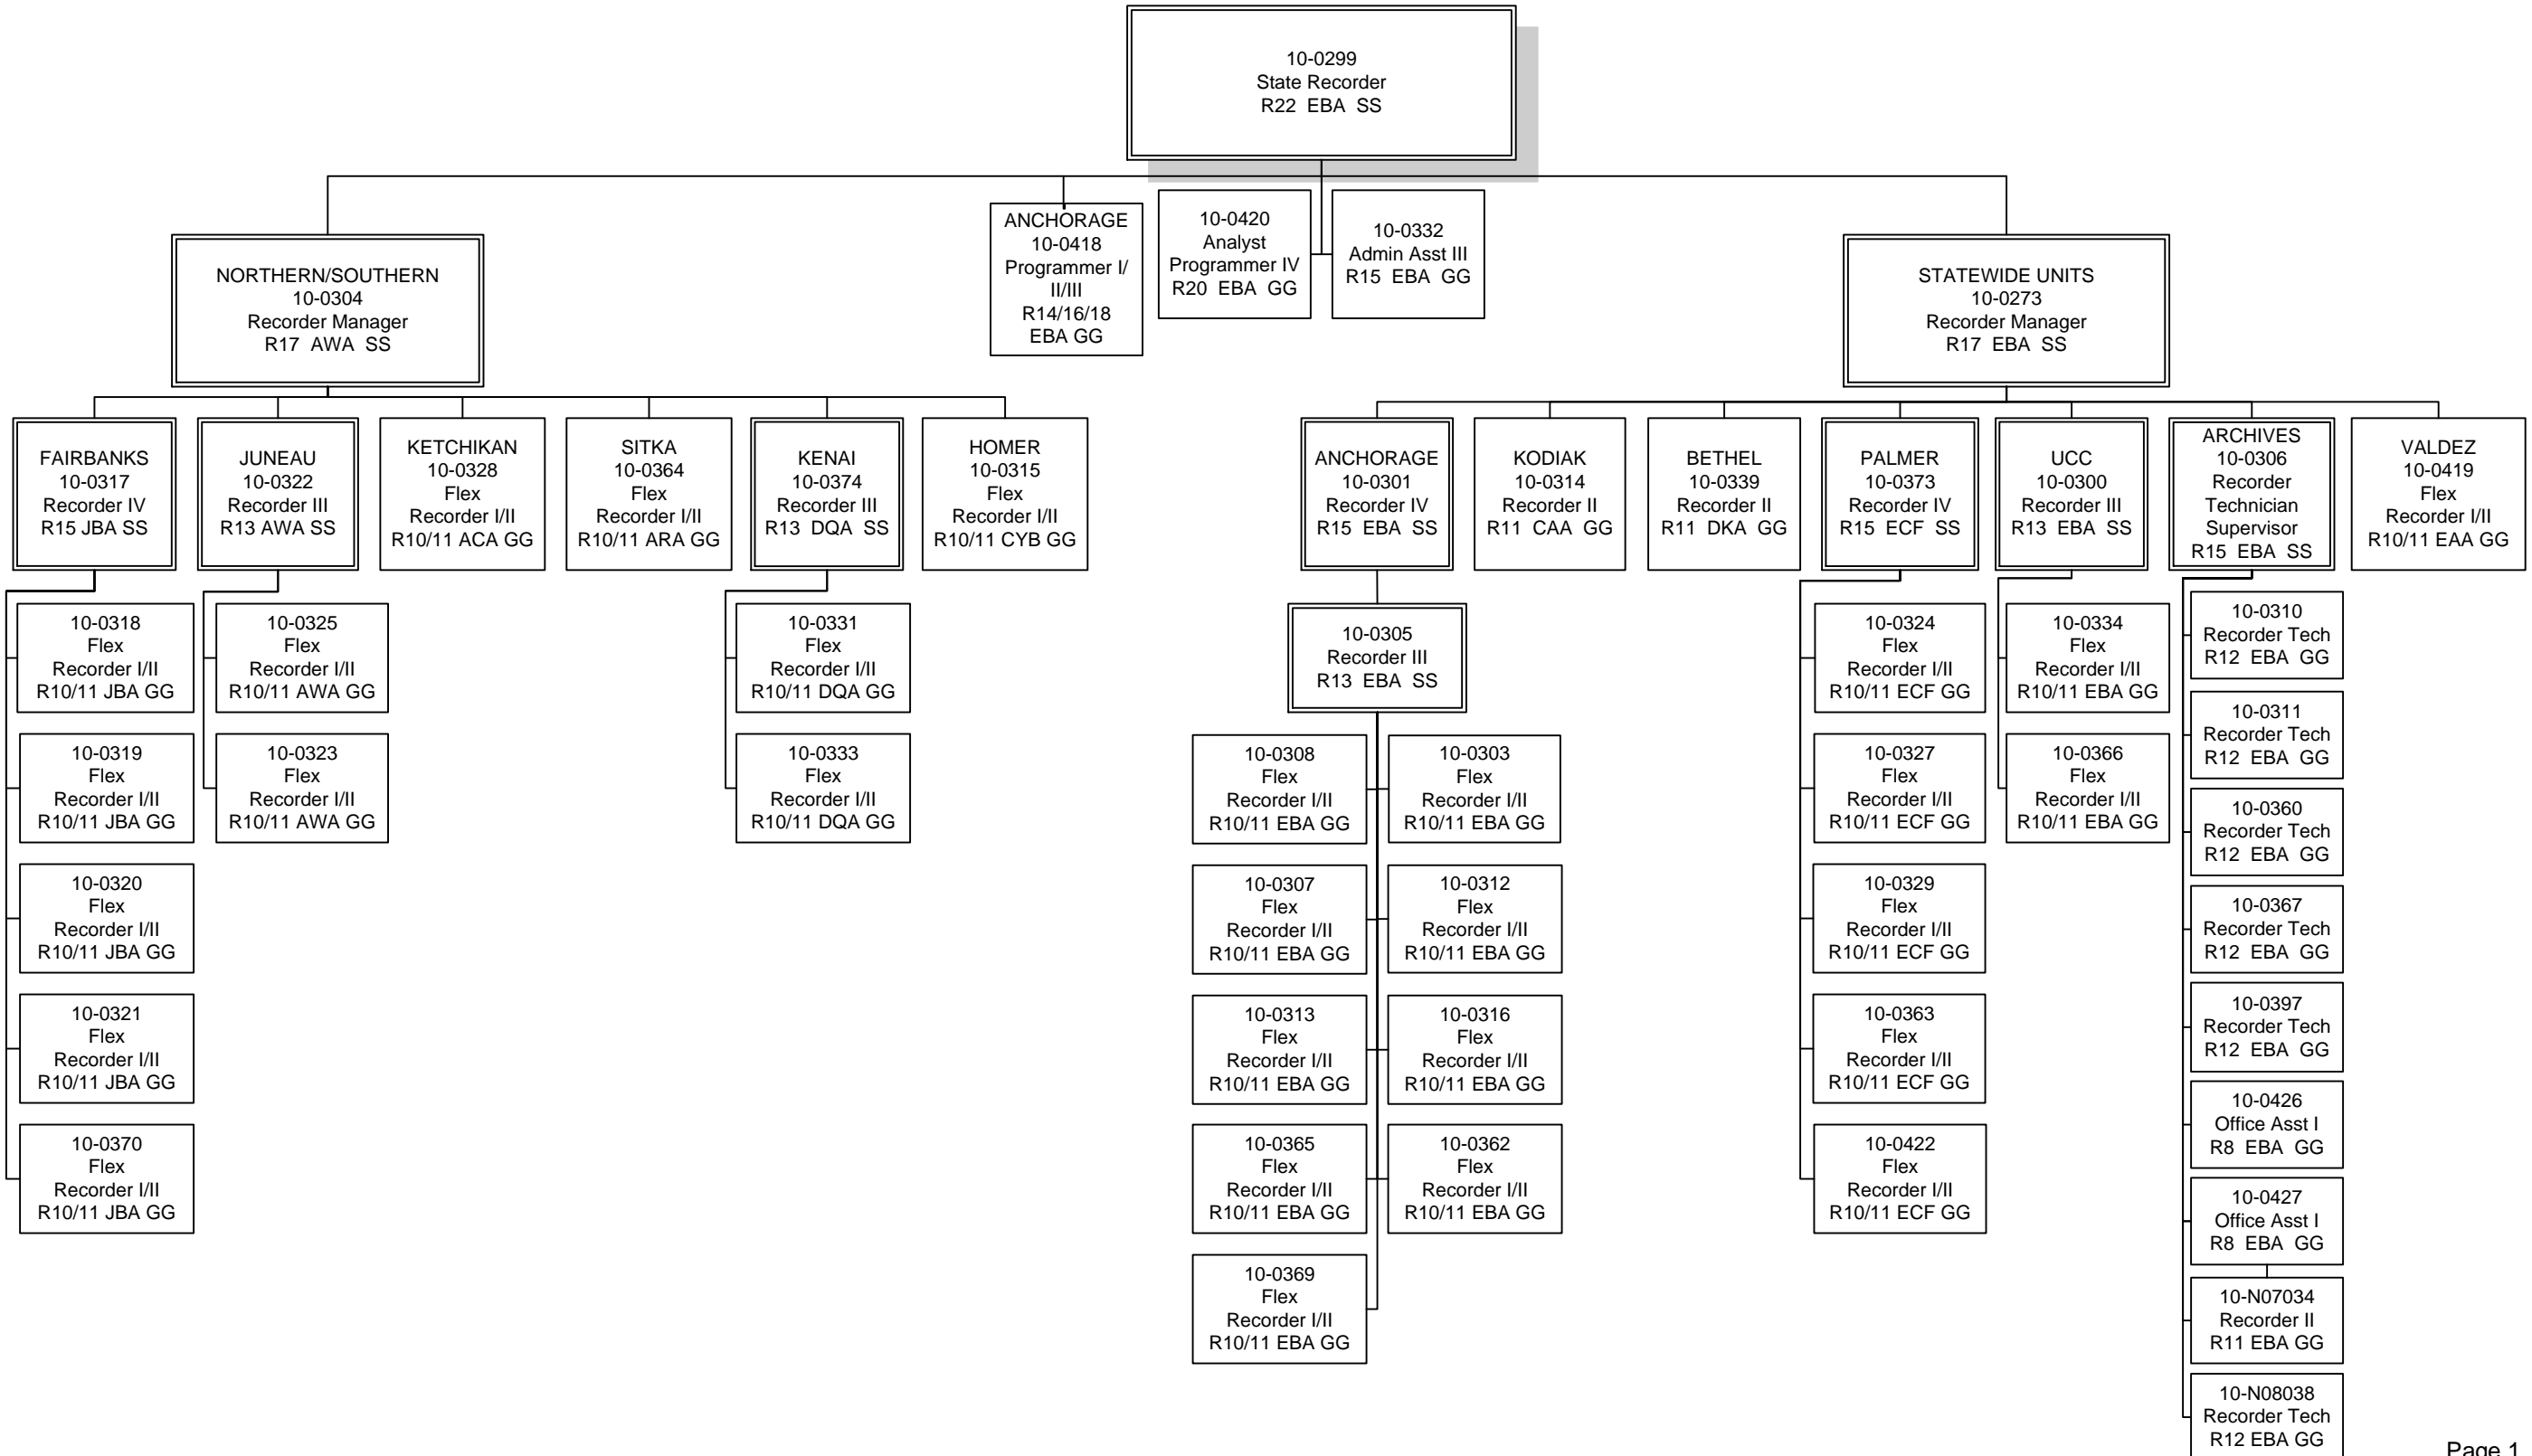 10-0299
State Recorder
R22 EBA SS
NORTHERN/SOUTHERN
10-0304
Recorder Manager
R17 AWA SS
ANCHORAGE
10-0418
Programmer I/
II/III
R14/16/18
EBA GG
10-0420
Analyst
Programmer IV
R20 EBA GG
10-0332
Admin Asst III
R15 EBA GG
STATEWIDE UNITS
10-0273
Recorder Manager
R17 EBA SS
FAIRBANKS
10-0317
Recorder IV
R15 JBA SS
JUNEAU
10-0322
Recorder III
R13 AWA SS
KETCHIKAN
10-0328
Flex
Recorder I/II
R10/11 ACA GG
SITKA
10-0364
Flex
Recorder I/II
R10/11 ARA GG
KENAI
10-0374
Recorder III
R13 DQA SS
HOMER
10-0315
Flex
Recorder I/II
R10/11 CYB GG
ANCHORAGE
10-0301
Recorder IV
R15 EBA SS
KODIAK
10-0314
Recorder II
R11 CAA GG
BETHEL
10-0339
Recorder II
R11 DKA GG
PALMER
10-0373
Recorder IV
R15 ECF SS
UCC
10-0300
Recorder III
R13 EBA SS
ARCHIVES
10-0306
Recorder
Technician
Supervisor
R15 EBA SS
VALDEZ
10-0419
Flex
Recorder I/II
R10/11 EAA GG
10-0318
Flex
Recorder I/II
R10/11 JBA GG
10-0319
Flex
Recorder I/II
R10/11 JBA GG
10-0320
Flex
Recorder I/II
R10/11 JBA GG
10-0321
Flex
Recorder I/II
R10/11 JBA GG
10-0370
Flex
Recorder I/II
R10/11 JBA GG
10-0325
Flex
Recorder I/II
R10/11 AWA GG
10-0323
Flex
Recorder I/II
R10/11 AWA GG
10-0331
Flex
Recorder I/II
R10/11 DQA GG
10-0333
Flex
Recorder I/II
R10/11 DQA GG
10-0305
Recorder III
R13 EBA SS
10-0308
Flex
Recorder I/II
R10/11 EBA GG
10-0303
Flex
Recorder I/II
R10/11 EBA GG
10-0307
Flex
Recorder I/II
R10/11 EBA GG
10-0312
Flex
Recorder I/II
R10/11 EBA GG
10-0313
Flex
Recorder I/II
R10/11 EBA GG
10-0316
Flex
Recorder I/II
R10/11 EBA GG
10-0365
Flex
Recorder I/II
R10/11 EBA GG
10-0362
Flex
Recorder I/II
R10/11 EBA GG
10-0369
Flex
Recorder I/II
R10/11 EBA GG
10-0324
Flex
Recorder I/II
R10/11 ECF GG
10-0327
Flex
Recorder I/II
R10/11 ECF GG
10-0329
Flex
Recorder I/II
R10/11 ECF GG
10-0363
Flex
Recorder I/II
R10/11 ECF GG
10-0422
Flex
Recorder I/II
R10/11 ECF GG
10-0334
Flex
Recorder I/II
R10/11 EBA GG
10-0366
Flex
Recorder I/II
R10/11 EBA GG
10-0310
Recorder Tech
R12 EBA GG
10-0311
Recorder Tech
R12 EBA GG
10-0360
Recorder Tech
R12 EBA GG
10-0367
Recorder Tech
R12 EBA GG
10-0397
Recorder Tech
R12 EBA GG
10-0426
Office Asst I
R8 EBA GG
10-0427
Office Asst I
R8 EBA GG
10-N07034
Recorder II
R11 EBA GG
10-N08038
Recorder Tech
R12 EBA GG
Page 1